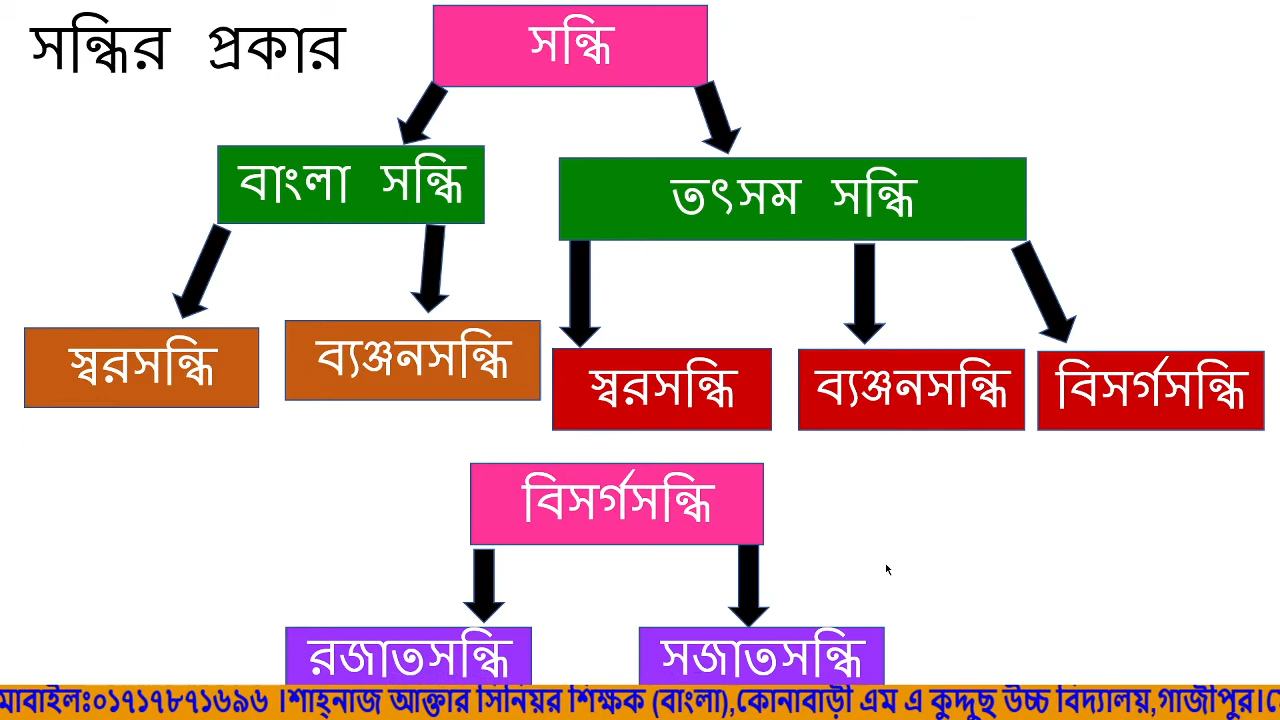 সন্ধির প্রকার
সন্ধি
বাংলা সন্ধি
তৎসম সন্ধি
স্বরসন্ধি
ব্যঞ্জনসন্ধি
স্বরসন্ধি
ব্যঞ্জনসন্ধি
বিসর্গসন্ধি
বিসর্গসন্ধি
রজাতসন্ধি
সজাতসন্ধি
মোবাইলঃ০১৭১৭৮৭১৬৯৬ ।শাহনাজ আক্তার সিনিয়র শিক্ষক (বাংলা),কোনাবাড়ী এম এ কুদ্দুছ উচ্চ বিদ্যালয়,গাজীপুর।